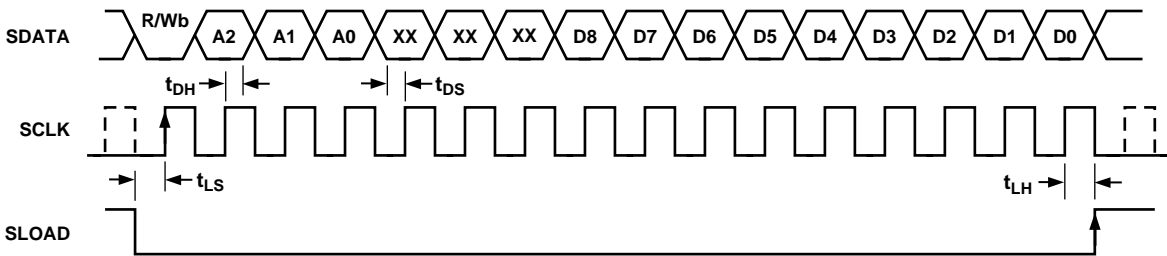 R/Wb
SDATA A2 A1 A0 XX XX XX D8 D7 D6 D5 D4 D3 D2 D1 D0
tDH tDS
SCLK
tLS tLH
SLOAD